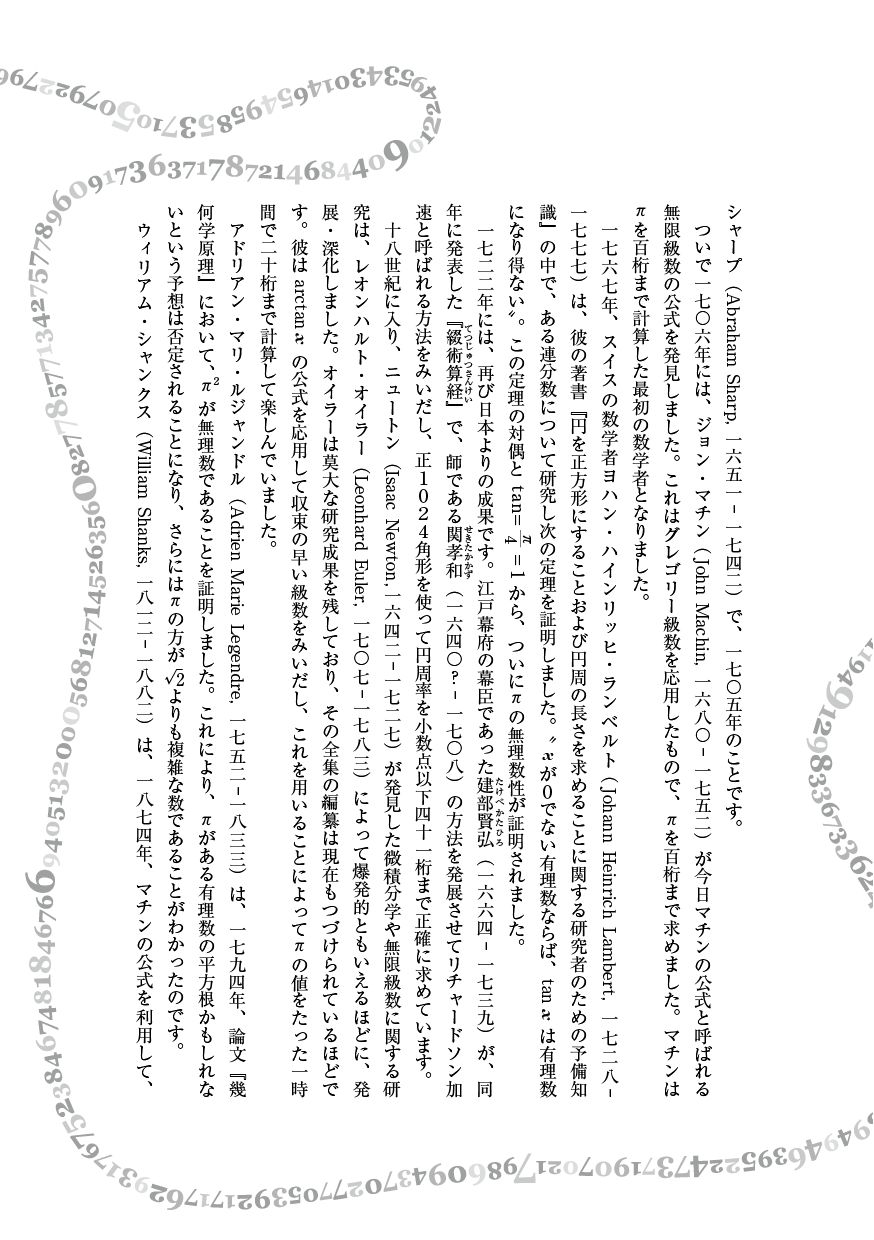 シャープ（Abraham Sharp, 一六五一-一七四二）で、一七〇五年のことです。
ついで一七〇六年には、ジョン・マチン（John Machin, 一六八〇-一七五二）が今日マチンの公式と呼ばれる
無限級数の公式を発見しました。これはグレゴリー級数を応用したもので、πを百桁まで求めました。マチンは
πを百桁まで計算した最初の数学者となりました。
一七六七年、スイスの数学者ヨハン・ハインリッヒ・ランベルト（Johann Heinrich Lambert, 一七二八-
一七七七）は、彼の著書『円を正方形にすることおよび円周の長さを求めることに関する研究者のための予備知
識』の中で、ある連分数について研究し次の定理を証明しました。〝xが0でない有理数ならば、tan x は有理数
になり得ない〟。この定理の対偶と tan= π/4 =1 から、ついにπの無理数性が証明されました。
一七二二年には、再び日本よりの成果です。江戸幕府の幕臣であった建部賢弘（たけべかたひろ）（一六六四-一七三九）が、同
年に発表した『綴術算経（てつじゅつさんけい）』で、師である関孝和（せきたかかず）（一六四〇?-一七〇八）の方法を発展させてリチャードソン加
速と呼ばれる方法をみいだし、正1024角形を使って円周率を小数点以下四十一桁まで正確に求めています。
十八世紀に入り、ニュートン（Isaac Newton, 一六四二-一七二七）が発見した微積分学や無限級数に関する研
究は、レオンハルト・オイラー（Leonhard Euler, 一七〇七-一七八三）によって爆発的ともいえるほどに、発
展・深化しました。オイラーは莫大な研究成果を残しており、その全集の編纂は現在もつづけられているほどで
す。彼は arctan x の公式を応用して収束の早い級数をみいだし、これを用いることによってπの値をたった一時
間で二十桁まで計算して楽しんでいました。
アドリアン・マリ・ルジャンドル（Adrien Marie Legendre, 一七五二-一八三三）は、一七九四年、論文『幾
何学原理』において、π²が無理数であることを証明しました。これにより、πがある有理数の平方根かもしれな
いという予想は否定されることになり、さらにはπの方が√2よりも複雑な数であることがわかったのです。
ウィリアム・シャンクス（William Shanks, 一八一二-一八八二）は、一八七四年、マチンの公式を利用して、
119491298336733624
949463952247371907021798609437027705392171762931767523846748184676694051320005681271452635608277857713427577896091736371787214684409012249534301465495853710507922796